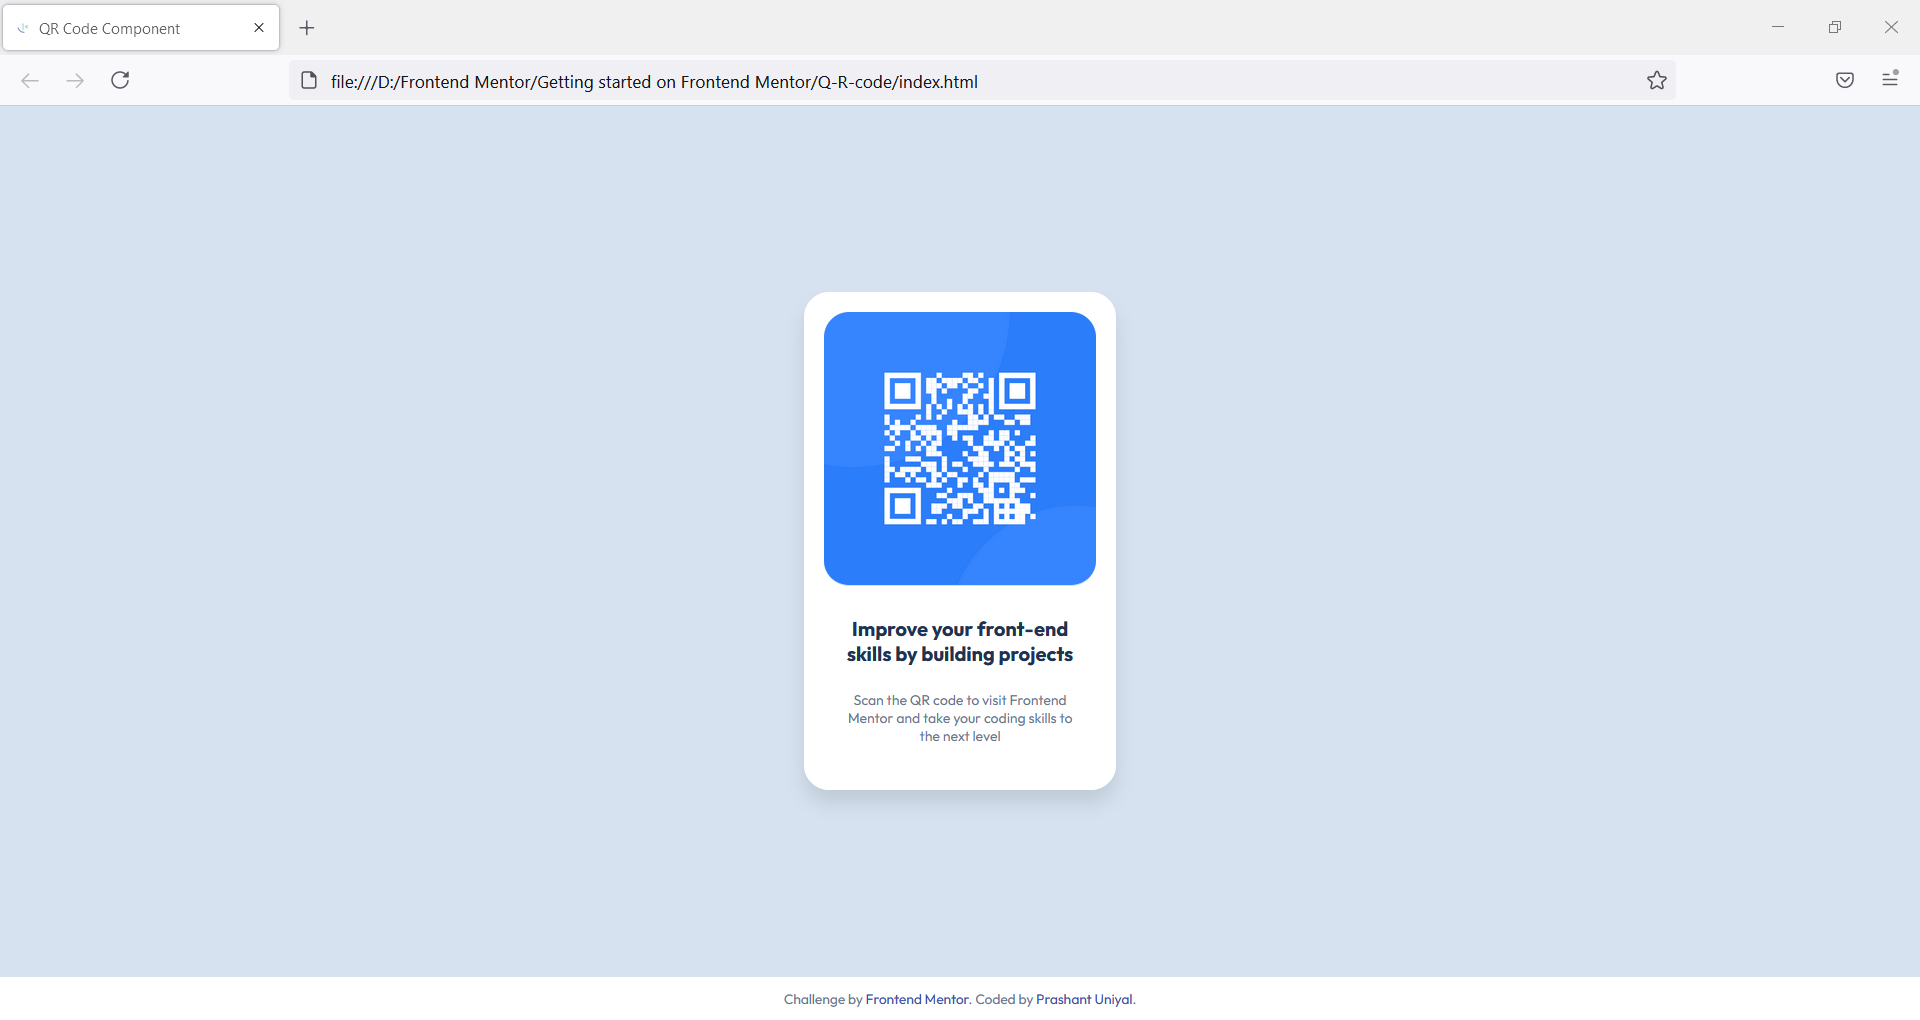 QR Code Component
file:///D:/Frontend Mentor/Getting started on Frontend Mentor/Q-R-code/index.html
Improve your front-end
skills by building projects
Scan the QR code to visit Frontend
Mentor and take your coding skills to
the next level
Challenge by Frontend Mentor. Coded by Prashant Uniyal.